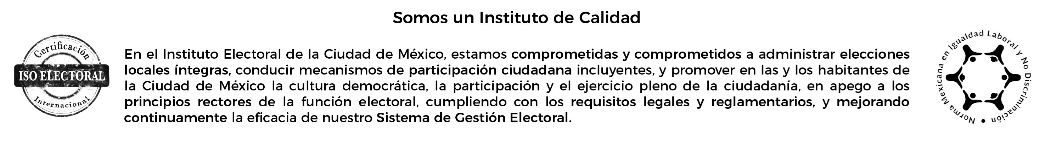 Somos un Instituto de Calidad
Certificación
ISO ELECTORAL
Internacional
En el Instituto Electoral de la Ciudad de México, estamos comprometidas y comprometidos a administrar elecciones
locales íntegras, conducir mecanismos de participación ciudadana incluyentes, y promover en las y los habitantes de
la Ciudad de México la cultura democrática, la participación y el ejercicio pleno de la ciudadanía, en apego a los
principios rectores de la función electoral, cumpliendo con los requisitos legales y reglamentarios, y mejorando
continuamente la eficacia de nuestro Sistema de Gestión Electoral.
Norma Mexicana en Igualdad Laboral y No Discriminación •